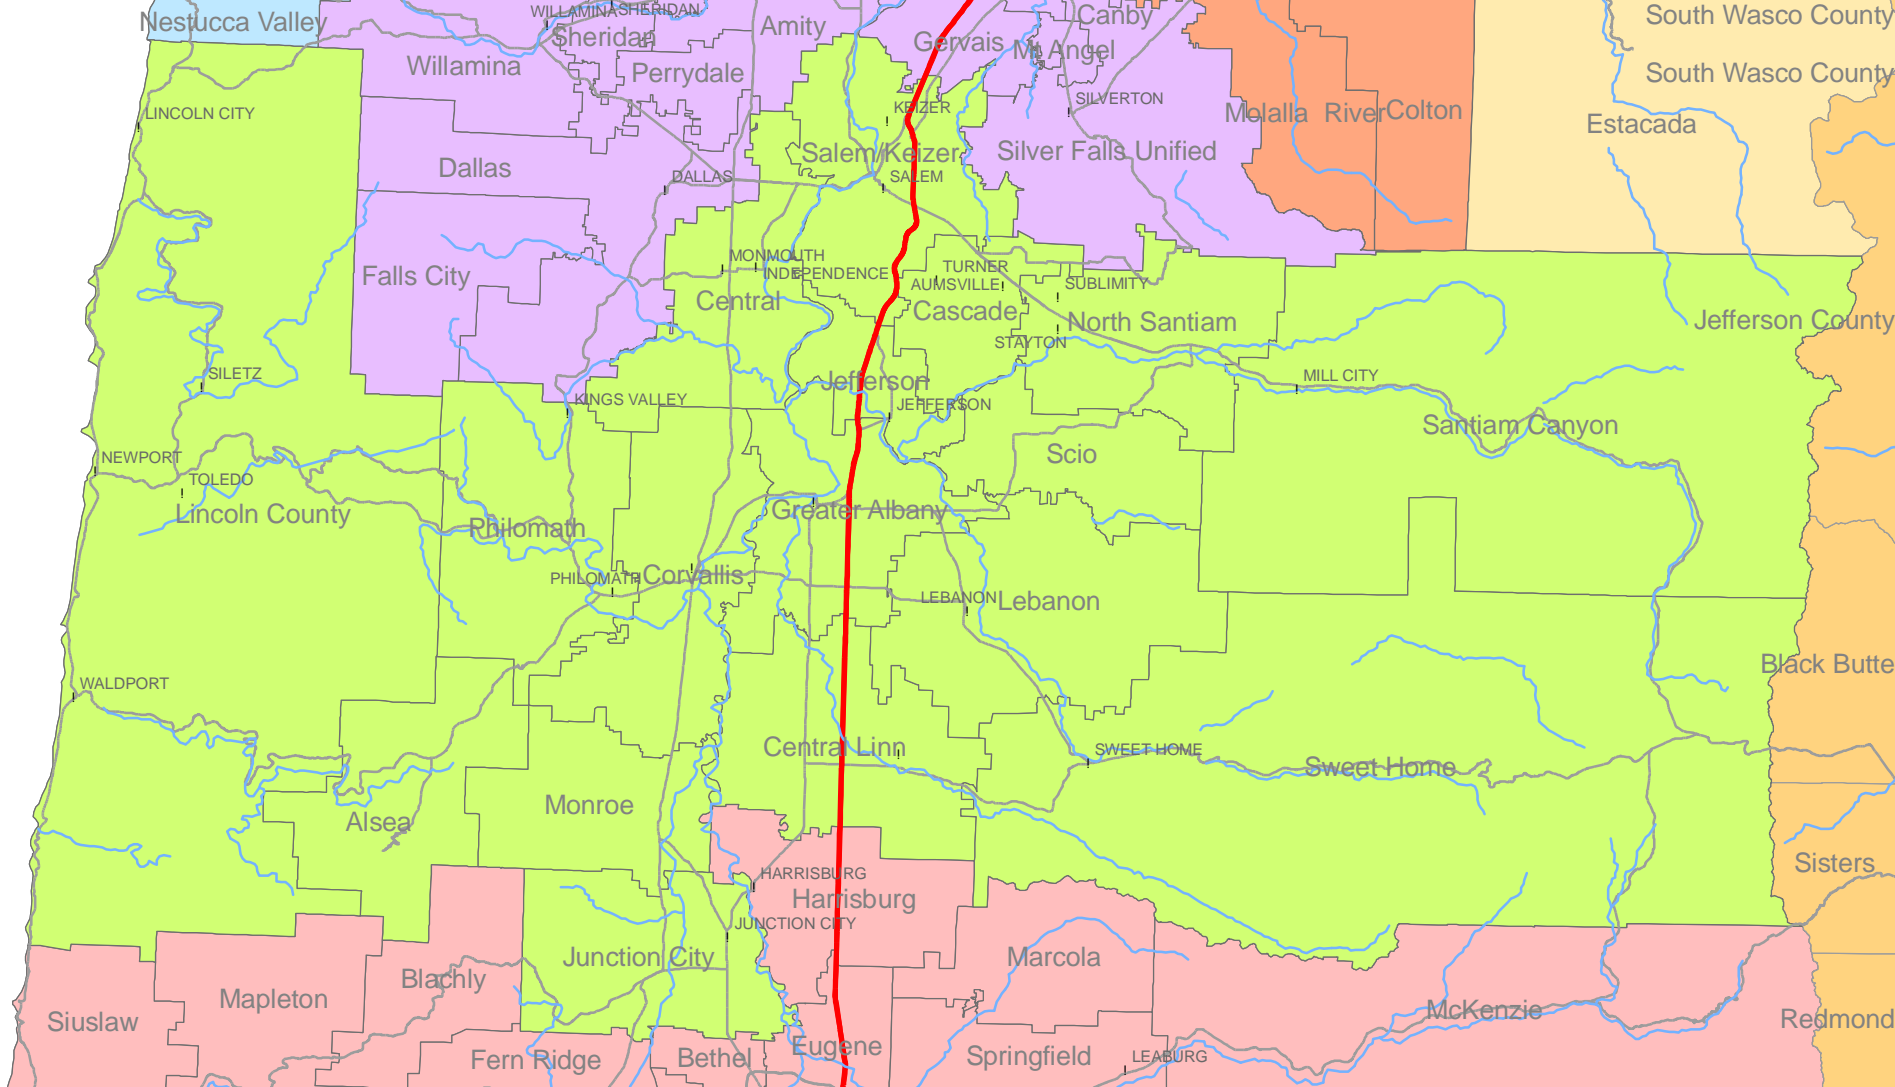 WILLAMINA
SHERIDAN
Canby
South Wasco County
Nestucca Valley
Sheridan
Amity
Gervais
Mt Angel
Willamina
Perrydale
South Wasco County
LINCOLN CITY
KEIZER
SILVERTON
Molalla River
Colton
Estacada
Dallas
DALLAS
Salem/Keizer
SALEM
Silver Falls Unified
Falls City
MONMOUTH
INDEPENDENCE
TURNER
AUMSVILLE
SUBLIMITY
Central
Cascade
North Santiam
Jefferson County
STAYTON
SILETZ
Jefferson
MILL CITY
KINGS VALLEY
JEFFERSON
Santiam Canyon
NEWPORT
Scio
TOLEDO
Lincoln County
Philomath
Greater Albany
PHILOMATH
Corvallis
LEBANON
Lebanon
Black Butte
WALDPORT
Central Linn
SWEET HOME
Sweet Home
Monroe
Alsea
HARRISBURG
Harrisburg
Sisters
JUNCTION CITY
Junction City
Marcola
Blachly
Mapleton
Siuslaw
McKenzie
Redmond
Fern Ridge
Bethel
Eugene
Springfield
LEABURG